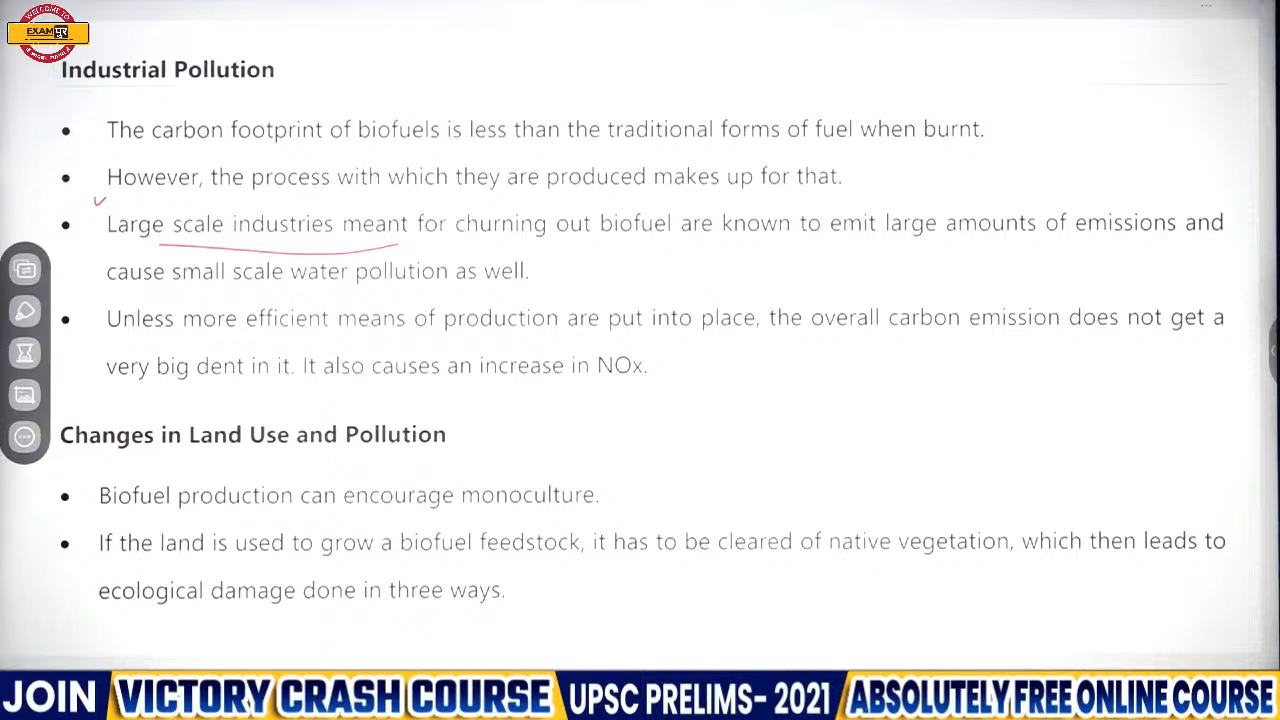 WELCOME TO
EXAM पुर
Industrial Pollution
• The carbon footprint of biofuels is less than the traditional forms of fuel when burnt.
• However, the process with which they are produced makes up for that.
• Large scale industries meant for churning out biofuel are known to emit large amounts of emissions and
cause small scale water pollution as well.
• Unless more efficient means of production are put into place, the overall carbon emission does not get a
very big dent in it. It also causes an increase in NOx.
Changes in Land Use and Pollution
• Biofuel production can encourage monoculture.
• If the land is used to grow a biofuel feedstock, it has to be cleared of native vegetation, which then leads to
ecological damage done in three ways.
JOIN VICTORY CRASH COURSE UPSC PRELIMS- 2021 ABSOLUTELY FREE ONLINE COURSE